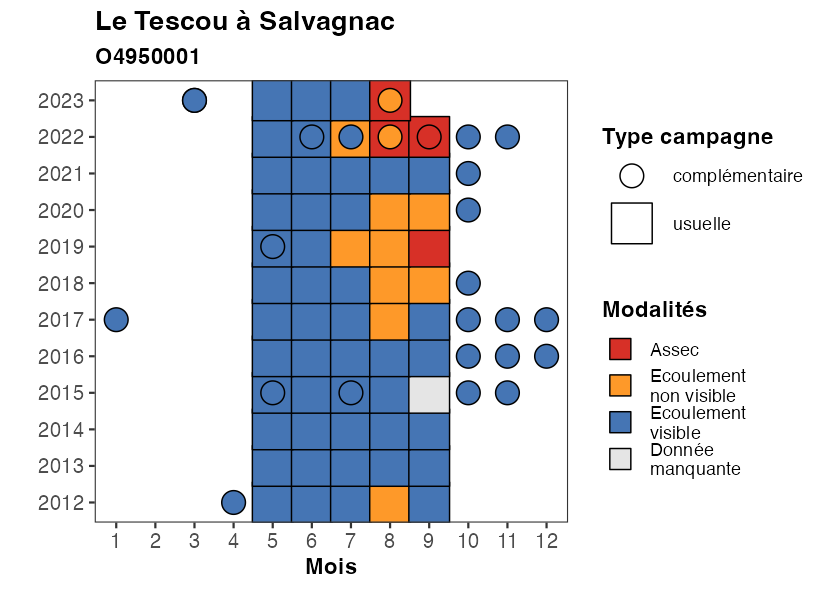 Le Tescou à Salvagnac
O4950001
2023
2022
2021
2020
2019
2018
2017
2016
2015
2014
2013
2012
1 2 3 4 5 6 7 8 9 10 11 12
Mois
Type campagne
complémentaire
usuelle
Modalités
Assec
Ecoulement
non visible
Ecoulement
visible
Donnée
manquante